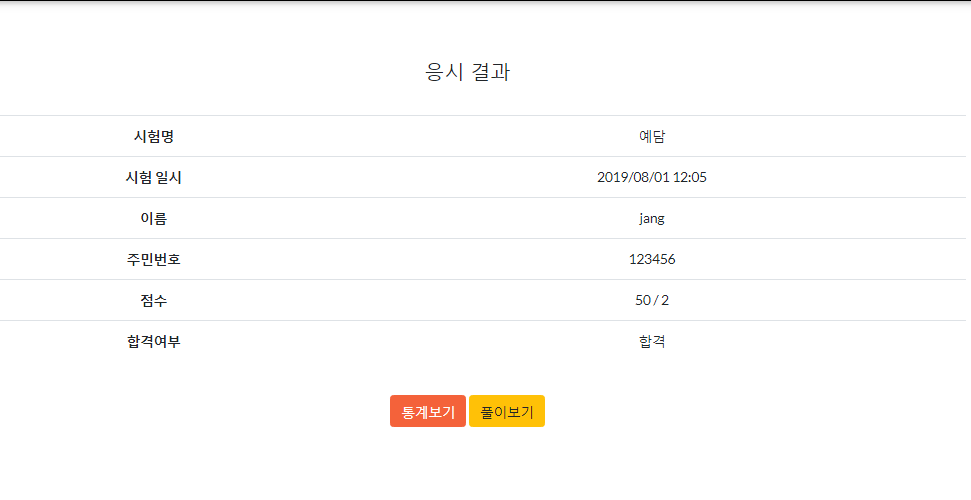 응시 결과
시험명 예담
시험 일시 2019/08/01 12:05
이름 jang
주민번호 123456
점수 50 / 2
합격여부 합격
통계보기 풀이보기